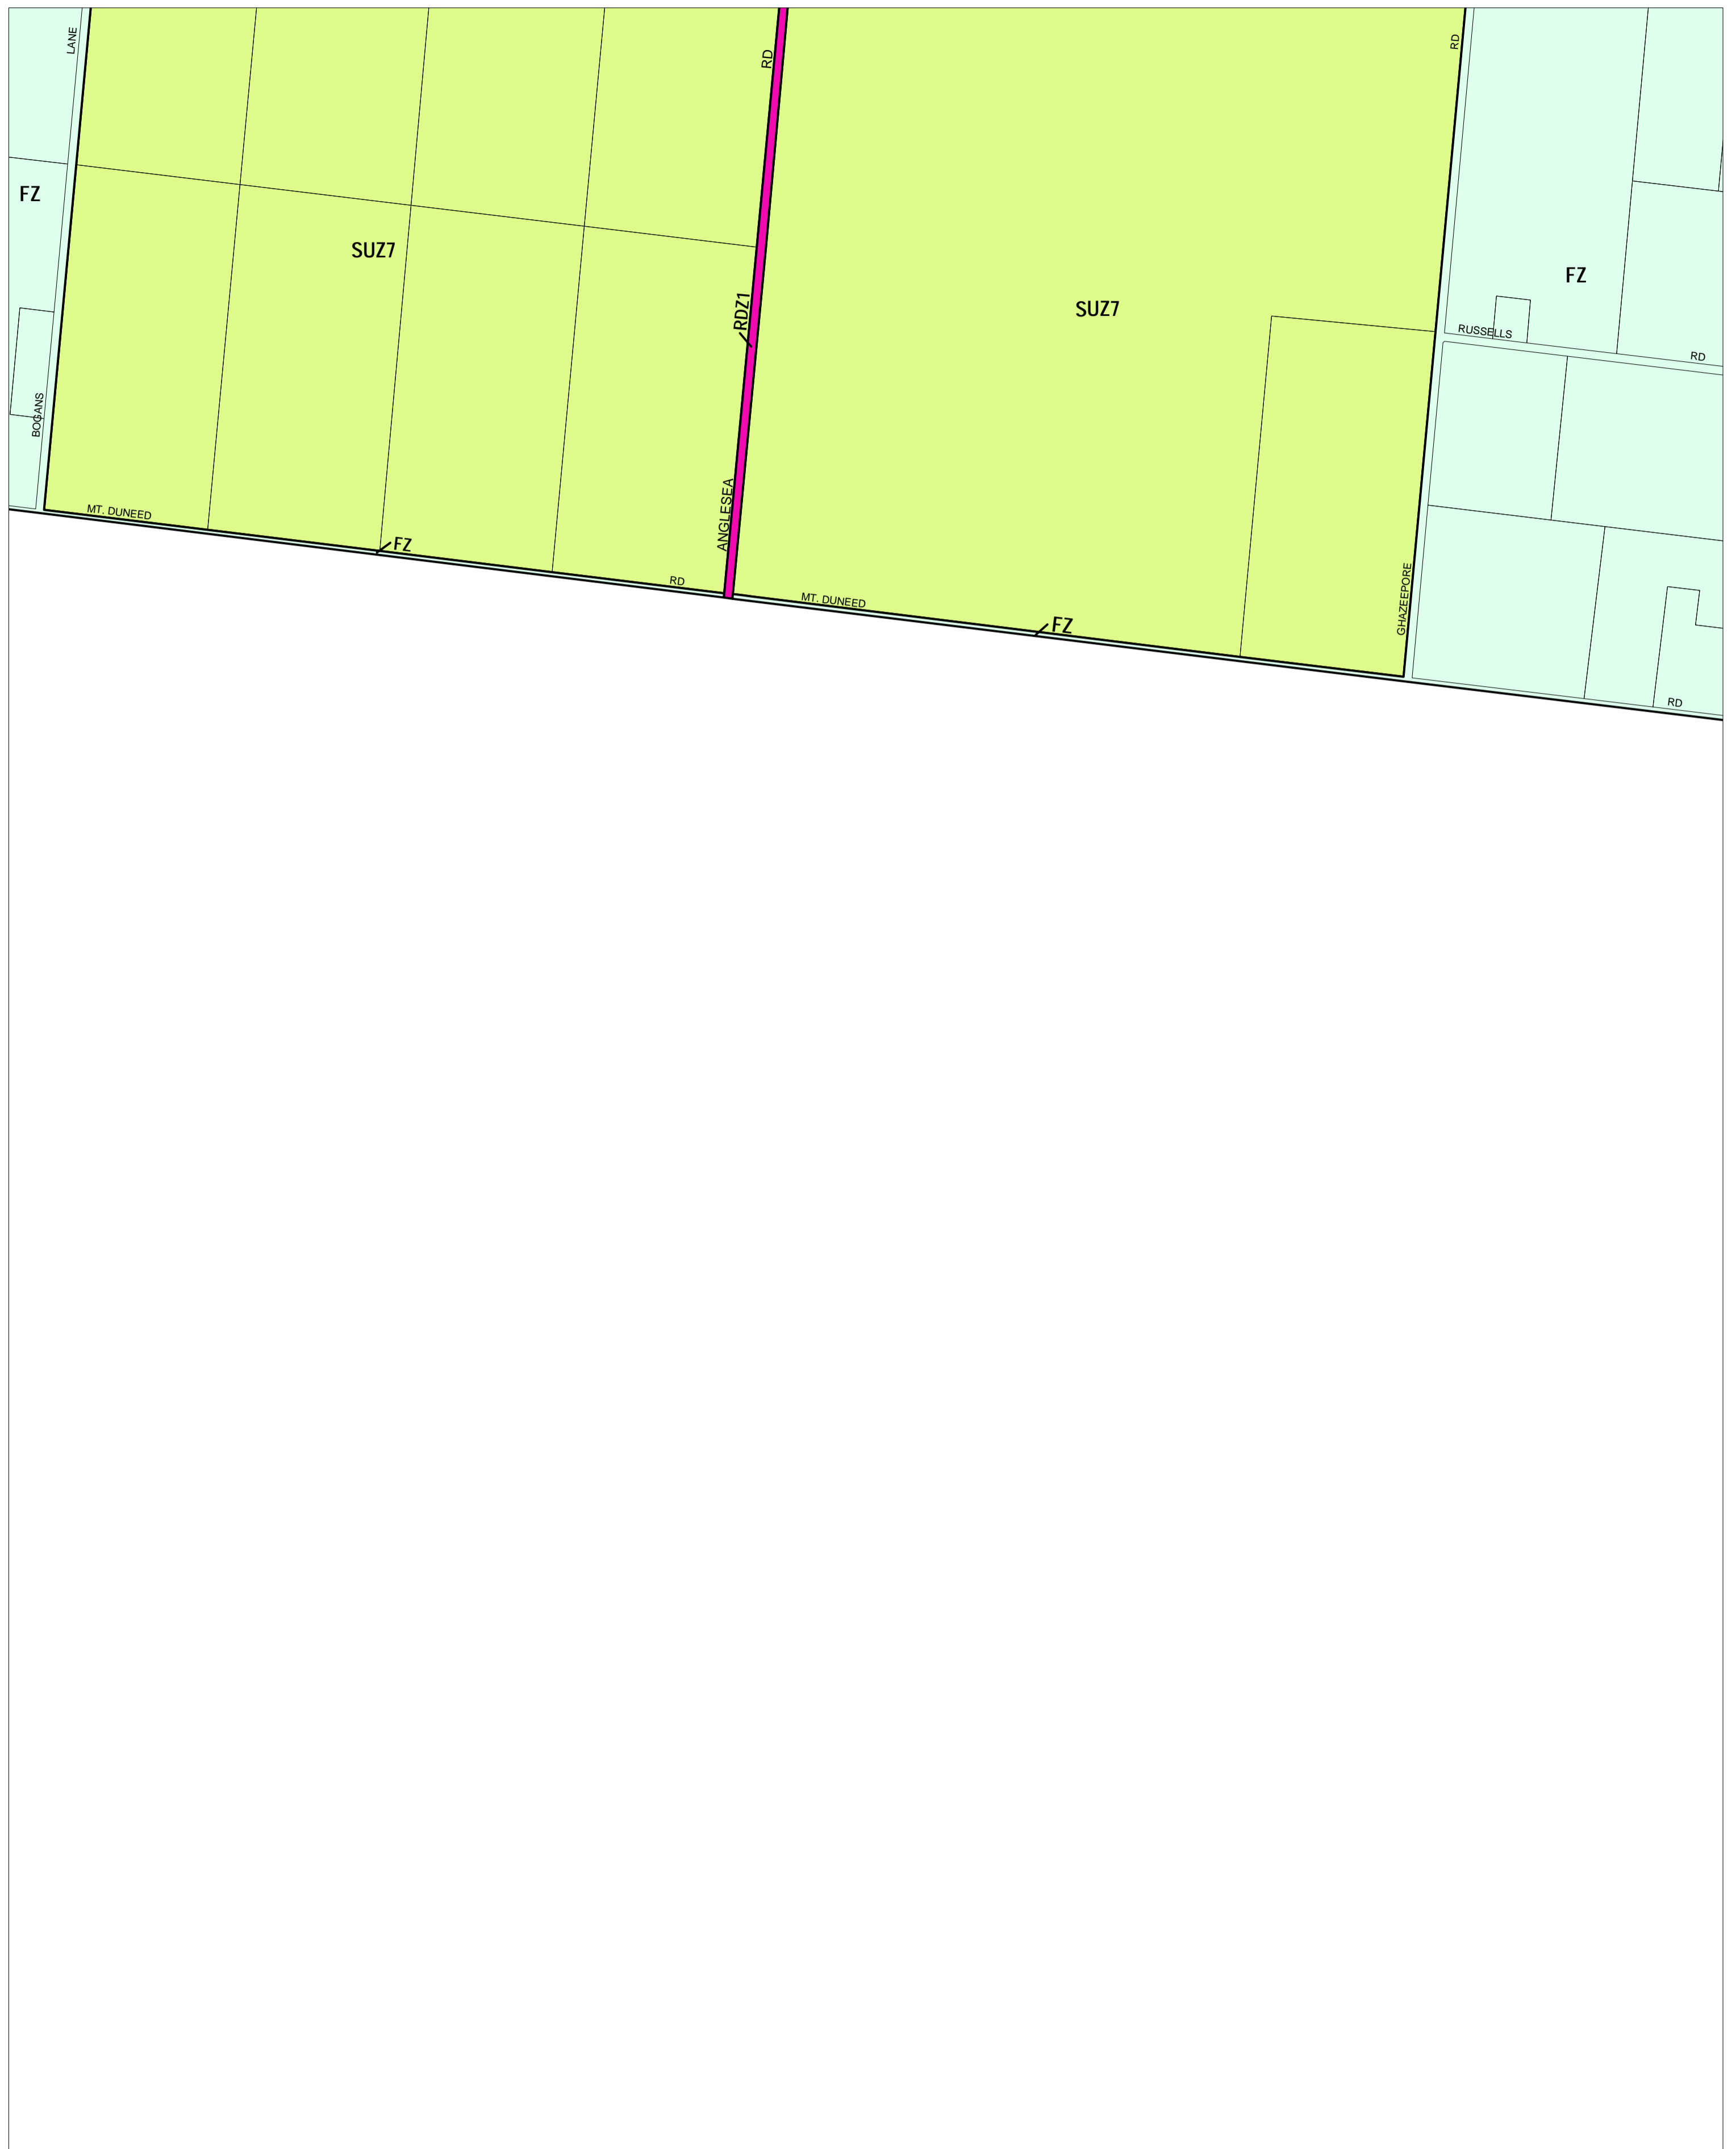 LANE
RD
RD
FZ
SUZ7
FZ
RDZ1
SUZ7
RUSSELLS
RD
BOGANS
MT. DUNEED
ANGLESEA
FZ
RD
MT. DUNEED
GHAZEEPORE
FZ
RD